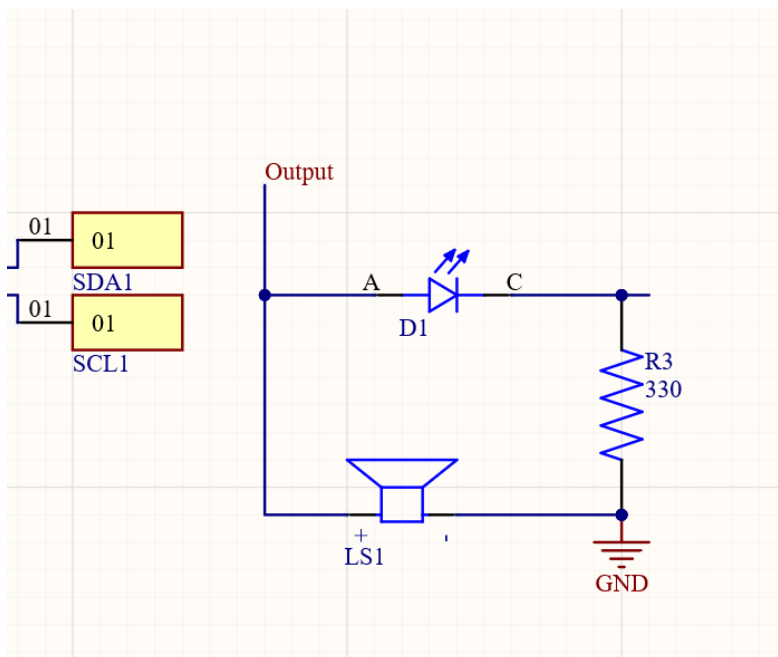 Output
01
01
SDA1
01
01
SCL1
A
C
D1
R3
330
+
-
LS1
GND